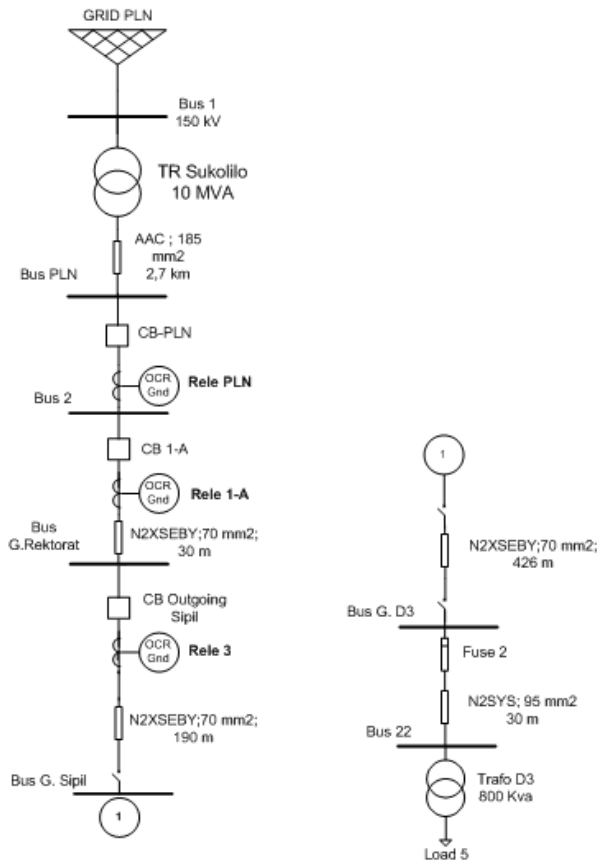 GRID PLN
Bus 1
150 kV
TR Sukolilo
10 MVA
AAC ; 185
mm2
2,7 km
Bus PLN
CB-PLN
OCR
Gnd
Rele PLN
Bus 2
CB 1-A
OCR
Gnd
Rele 1-A
Bus
G.Rektorat
N2XSEBY;70 mm2;
30 m
CB Outgoing
Sipil
OCR
Gnd
Rele 3
N2XSEBY;70 mm2;
190 m
Bus G. Sipil
1
1
N2XSEBY;70 mm2;
426 m
Bus G. D3
Fuse 2
N2SYS; 95 mm2
30 m
Bus 22
Trafo D3
800 Kva
Load 5